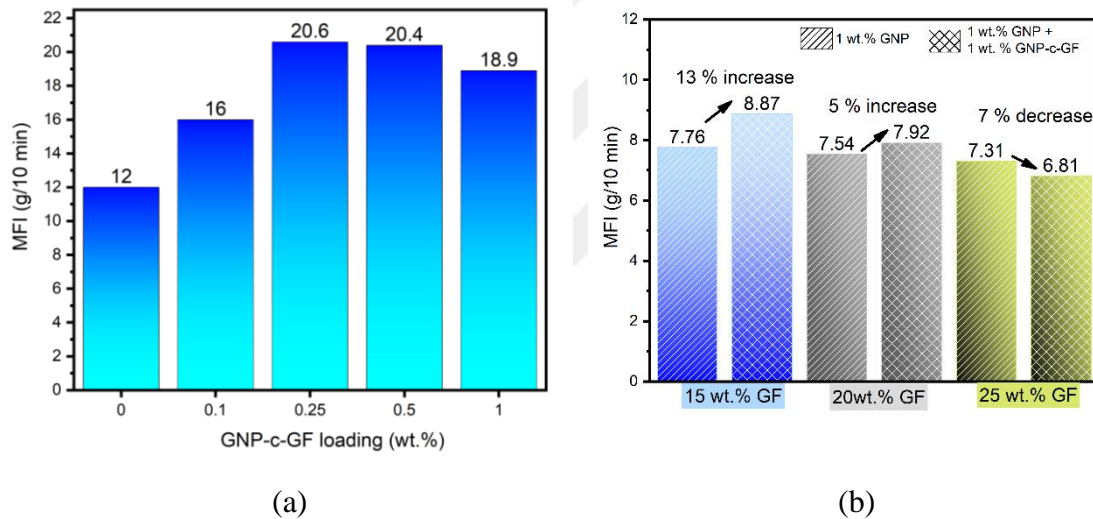 MFI (g/10 min)
22
20
18
16
14
12
10
8
6
4
2
0
12
16
20.6
20.4
18.9
0
0.1
0.25
0.5
1
GNP-c-GF loading (wt.%)
(a)
MFI (g/10 min)
12
10
8
6
4
2
0
1 wt.% GNP
1 wt.% GNP +
1 wt.% GNP-c-GF
13 % increase
5 % increase
7 % decrease
7.76
8.87
7.54
7.92
7.31
6.81
15 wt.% GF
20wt.% GF
25 wt.% GF
(b)